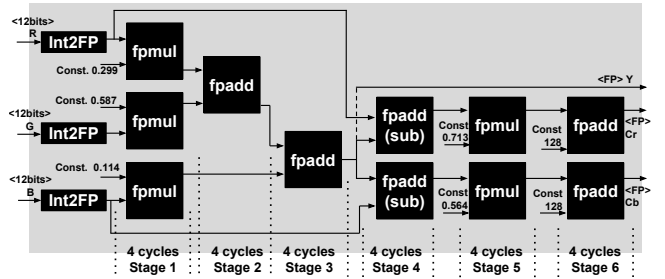 <12bits>
R
Int2FP
Const. 0.299
fpmul
<12bits>
Const. 0.587
G
Int2FP
fpmul
<12bits>
Const. 0.114
B
Int2FP
fpmul
fpadd
fpadd
<FP> Y
fpadd
(sub)
Const
0.713
fpmul
Const
128
fpadd
<FP>
Cr
fpadd
(sub)
Const
0.564
fpmul
Const
128
fpadd
<FP>
Cb
4 cycles
Stage 1
4 cycles
Stage 2
4 cycles
Stage 3
4 cycles
Stage 4
4 cycles
Stage 5
4 cycles
Stage 6